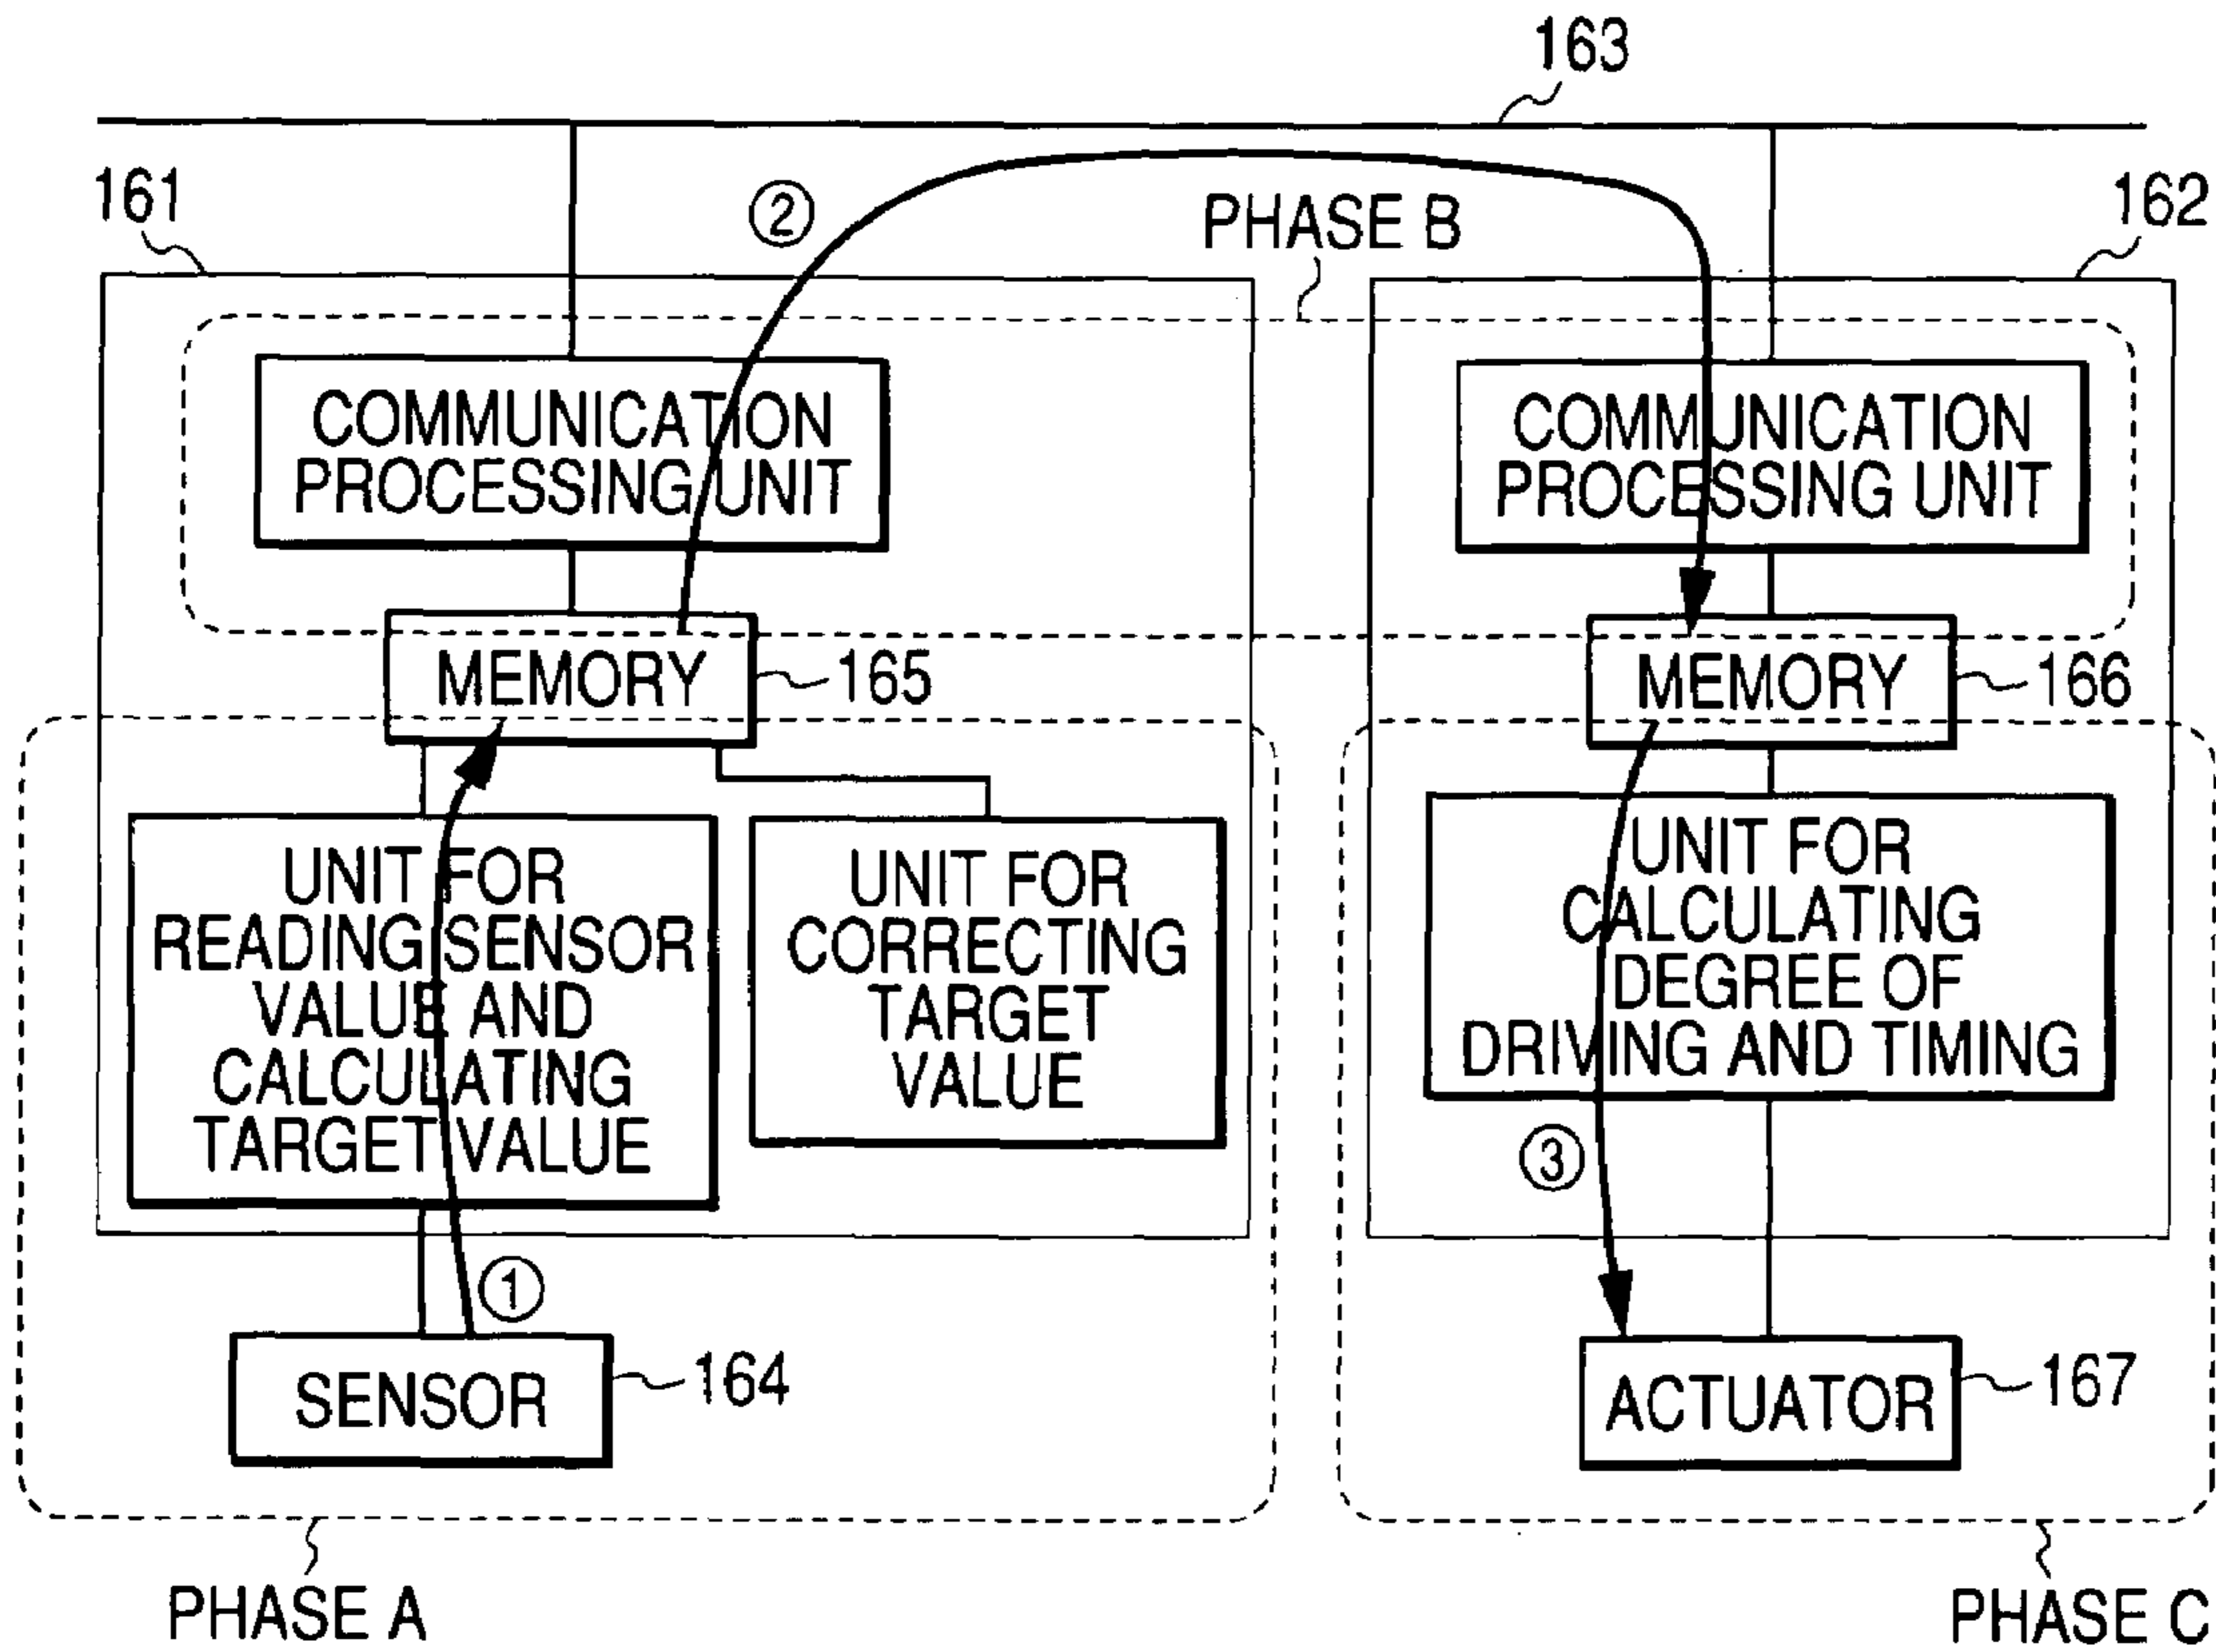 163
161
②
PHASE B
162
COMMUNICATION
PROCESSING UNIT
COMMUNICATION
PROCESSING UNIT
MEMORY
165
MEMORY
166
UNIT FOR
READING SENSOR
VALUE AND
CALCULATING
TARGET VALUE
UNIT FOR
CORRECTING
TARGET
VALUE
UNIT FOR
CALCULATING
DEGREE OF
DRIVING AND TIMING
③
①
SENSOR
164
ACTUATOR
167
PHASE A
PHASE C